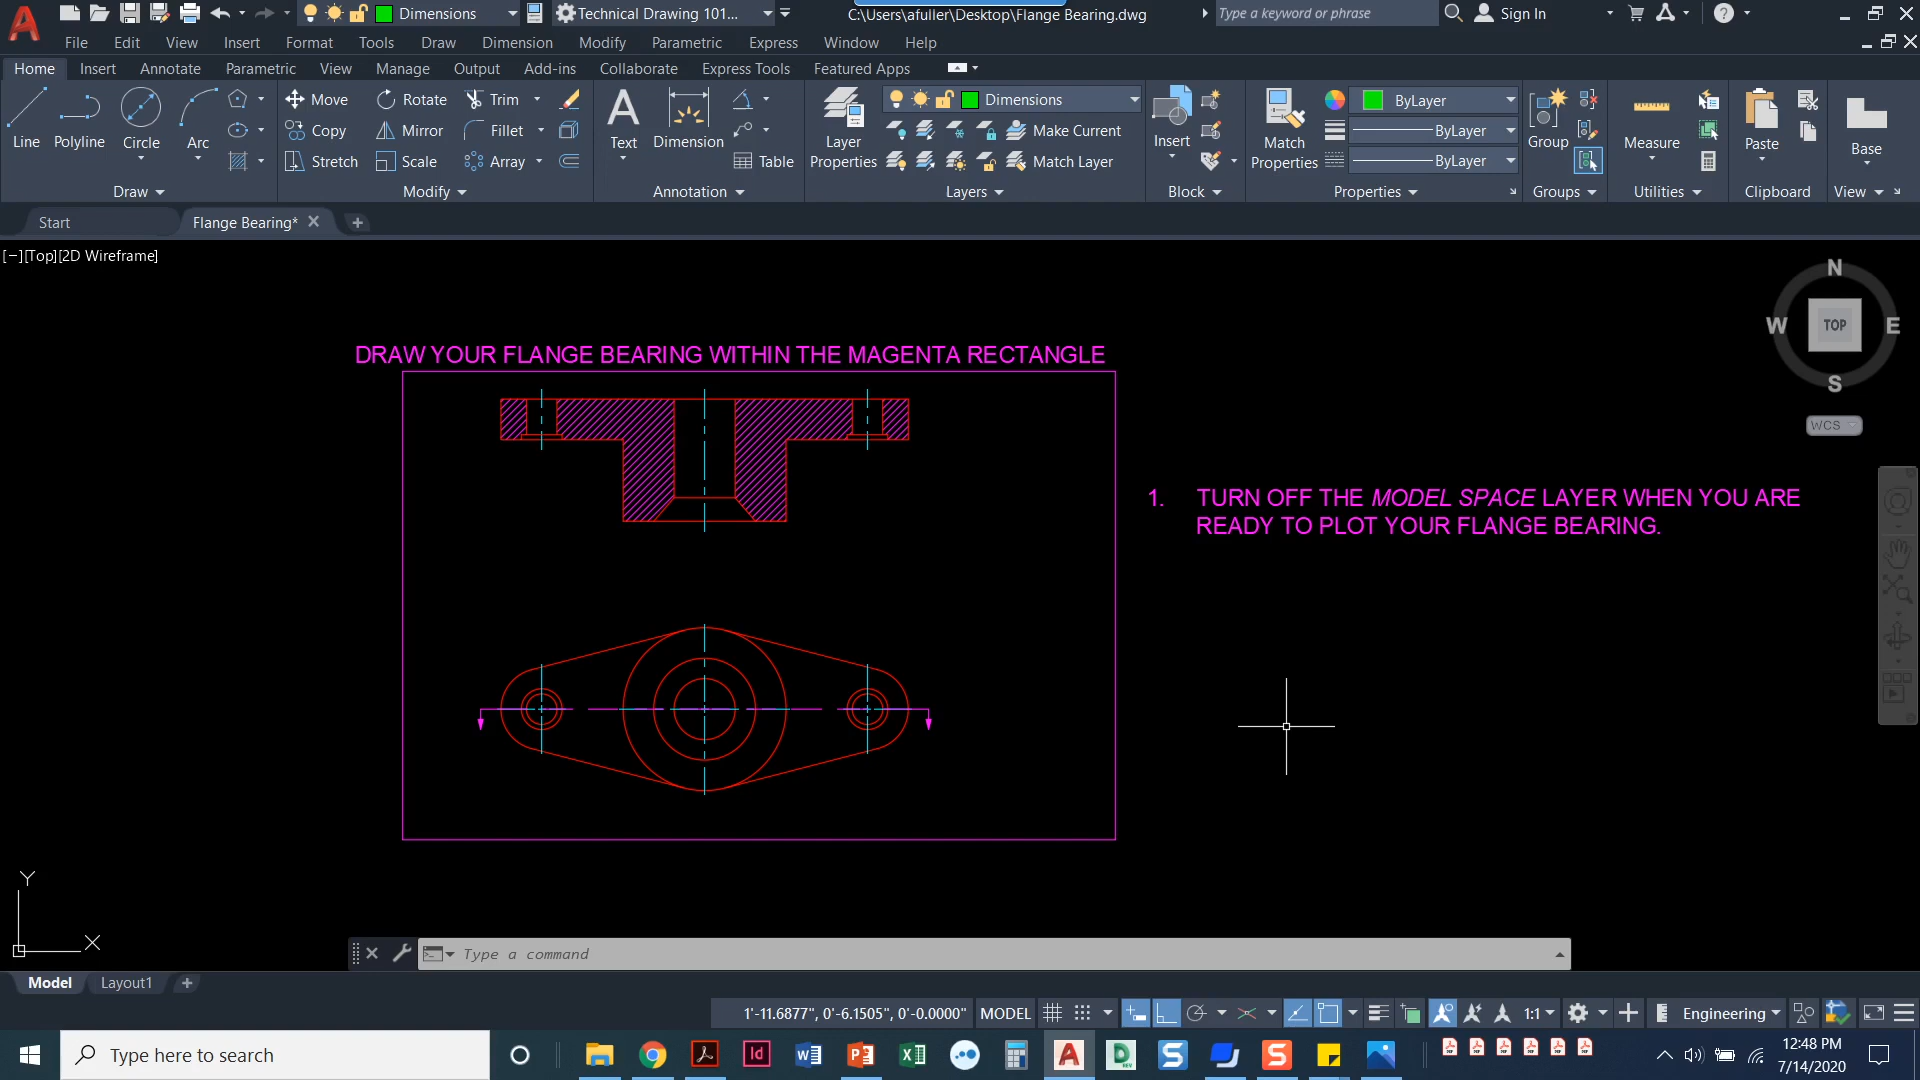 Dimensions
Technical Drawing 101...
C:\Users\afuller\Desktop\Flange Bearing.dwg
Type a keyword or phrase
Sign In
File Edit View Insert Format Tools Draw Dimension Modify Parametric Express Window Help
Home Insert Annotate Parametric View Manage Output Add-ins Collaborate Express Tools Featured Apps
Line Polyline Circle Arc
Draw
Move Rotate Trim
Copy Mirror Fillet
Stretch Scale Array
Modify
Text Dimension Table
Annotation
Layer Properties
Dimensions
Make Current
Match Layer
Layers
Insert
Block
Match Properties
ByLayer
ByLayer
ByLayer
Properties
Group
Groups
Measure
Utilities
Paste
Clipboard
Base
View
Start Flange Bearing*
[−][Top][2D Wireframe]
N
W TOP E
S
WCS
DRAW YOUR FLANGE BEARING WITHIN THE MAGENTA RECTANGLE
1. TURN OFF THE MODEL SPACE LAYER WHEN YOU ARE
READY TO PLOT YOUR FLANGE BEARING.
Y
X
Type a command
Model Layout1
1'-11.6877", 0'-6.1505", 0'-0.0000" MODEL 1:1 Engineering
Type here to search
12:48 PM
7/14/2020